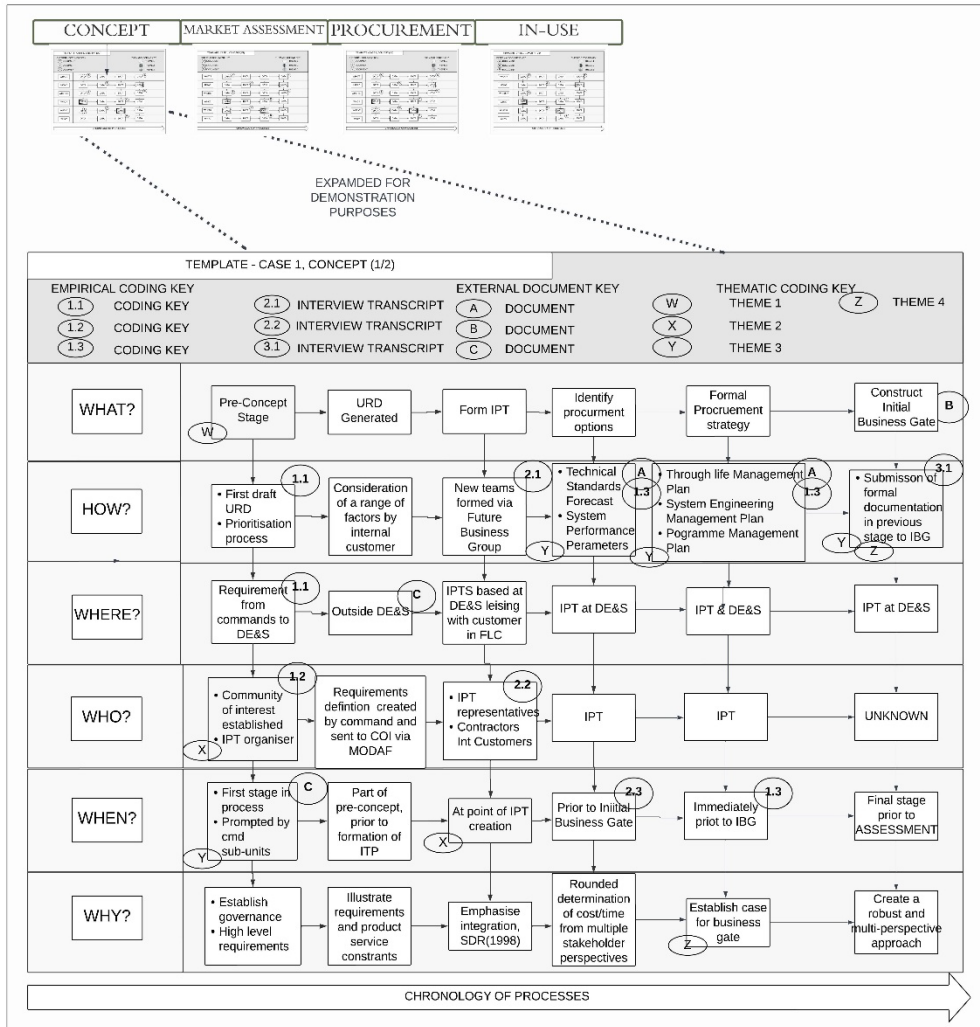 CONCEPT
MARKET ASSESSMENT
PROCUREMENT
IN-USE
EXPAMDED FOR
DEMONSTRATION
PURPOSES
TEMPLATE - CASE 1, CONCEPT (1/2)
EMPIRICAL CODING KEY
EXTERNAL DOCUMENT KEY
THEMATIC CODING KEY
1.1 CODING KEY
2.1 INTERVIEW TRANSCRIPT
A DOCUMENT
W THEME 1
Z THEME 4
1.2 CODING KEY
2.2 INTERVIEW TRANSCRIPT
B DOCUMENT
X THEME 2
1.3 CODING KEY
3.1 INTERVIEW TRANSCRIPT
C DOCUMENT
Y THEME 3
WHAT?
Pre-Concept
Stage
W
URD
Generated
Form IPT
Identify
procurment
options
Formal
Procruement
strategy
Construct
Initial
Business Gate
B
HOW?
• First draft
URD
• Prioritisation
process
1.1
Consideration
of a range of
factors by
internal
customer
New teams
formed via
Future
Business
Group
2.1
• Technical
Standards
Forecast
• System
Performance
Perameters
A
1.3
Y
• Through life Management
Plan
• System Engineering
Management Plan
• Pogramme Management
Plan
A
1.3
Y
• Submisson of
formal
documentation
in previous
stage to IBG
3.1
Y
Z
WHERE?
Requirement
from
commands to
DE&S
1.1
Outside DE&S
C
IPTS based at
DE&S leising
with customer
in FLC
IPT at DE&S
IPT & DE&S
IPT at DE&S
WHO?
• Community
of interest
established
• IPT organiser
1.2
X
Requirements
defintion created
by command and
sent to COI via
MODAF
• IPT
representatives
• Contractors
Int Customers
2.2
IPT
IPT
UNKNOWN
WHEN?
• First stage in
process
• Prompted by
cmd
sub-units
C
Y
Part of
pre-concept,
prior to
formation of
ITP
At point of IPT
creation
X
Prior to Iniitial
Business Gate
2.3
Immediately
priot to IBG
1.3
Final stage
prior to
ASSESSMENT
WHY?
• Establish
governance
• High level
requirements
Illustrate
requirements
and product
service
constrants
Emphasise
integration,
SDR(1998)
Rounded
determination
of cost/time
from multiple
stakeholder
perspectives
Establish case
for business
gate
Z
Create a
robust and
multi-perspective
approach
CHRONOLOGY OF PROCESSES